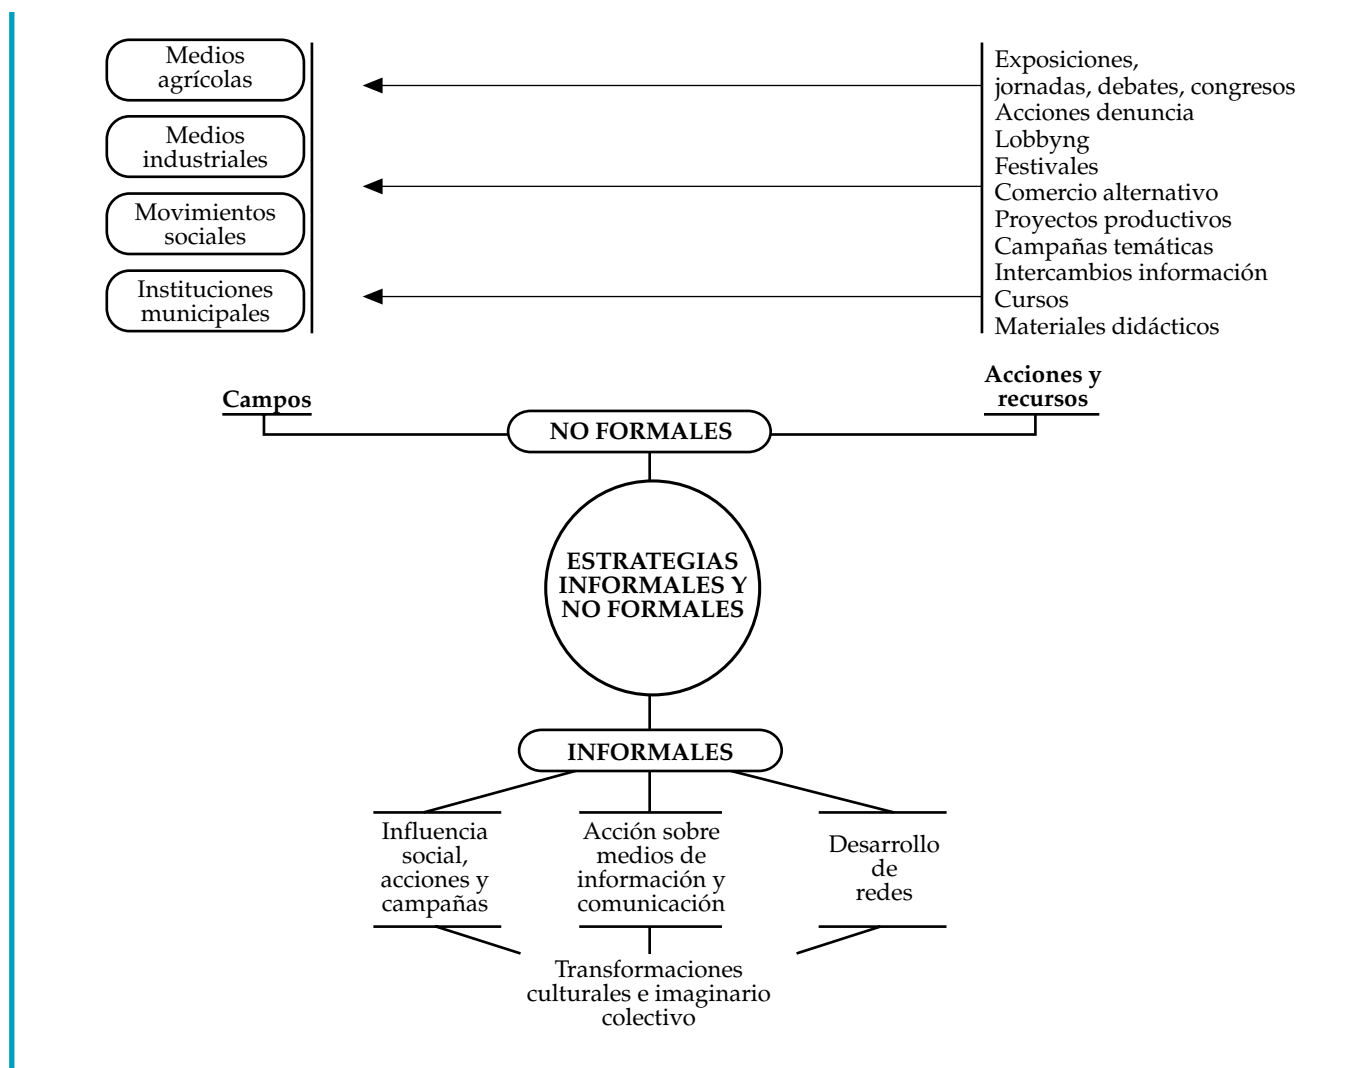 Medios
agrícolas
Medios
industriales
Movimientos
sociales
Instituciones
municipales
Exposiciones,
jornadas, debates, congresos
Acciones denuncia
Lobbyng
Festivales
Comercio alternativo
Proyectos productivos
Campañas temáticas
Intercambios información
Cursos
Materiales didácticos
Campos
Acciones y
recursos
NO FORMALES
ESTRATEGIAS
INFORMALES Y
NO FORMALES
INFORMALES
Influencia
social,
acciones y
campañas
Acción sobre
medios de
información y
comunicación
Desarrollo
de
redes
Transformaciones
culturales e imaginario
colectivo